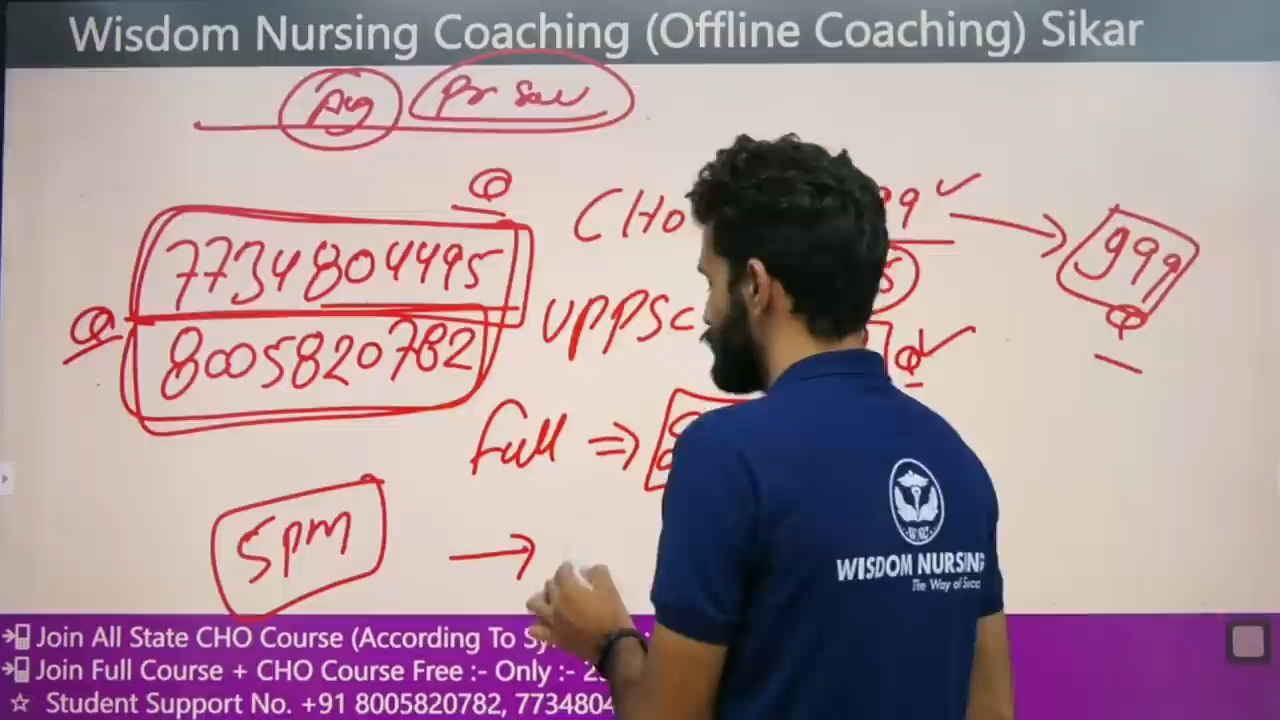 Wisdom Nursing Coaching (Offline Coaching) Sikar
7734804495
8005820782
CHO
999
UPPSC
Full ⇒
5PM →
WISDOM NURSING
The Way of Succ
Join All State CHO Course (According To Sy
Join Full Course + CHO Course Free :- Only :- 2
☆ Student Support No. +91 8005820782, 7734804